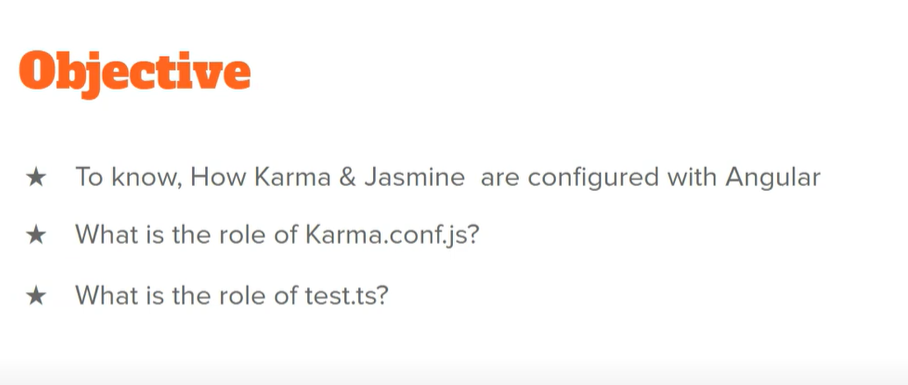 Objective
★ To know, How Karma & Jasmine are configured with Angular
★ What is the role of Karma.conf.js?
★ What is the role of test.ts?